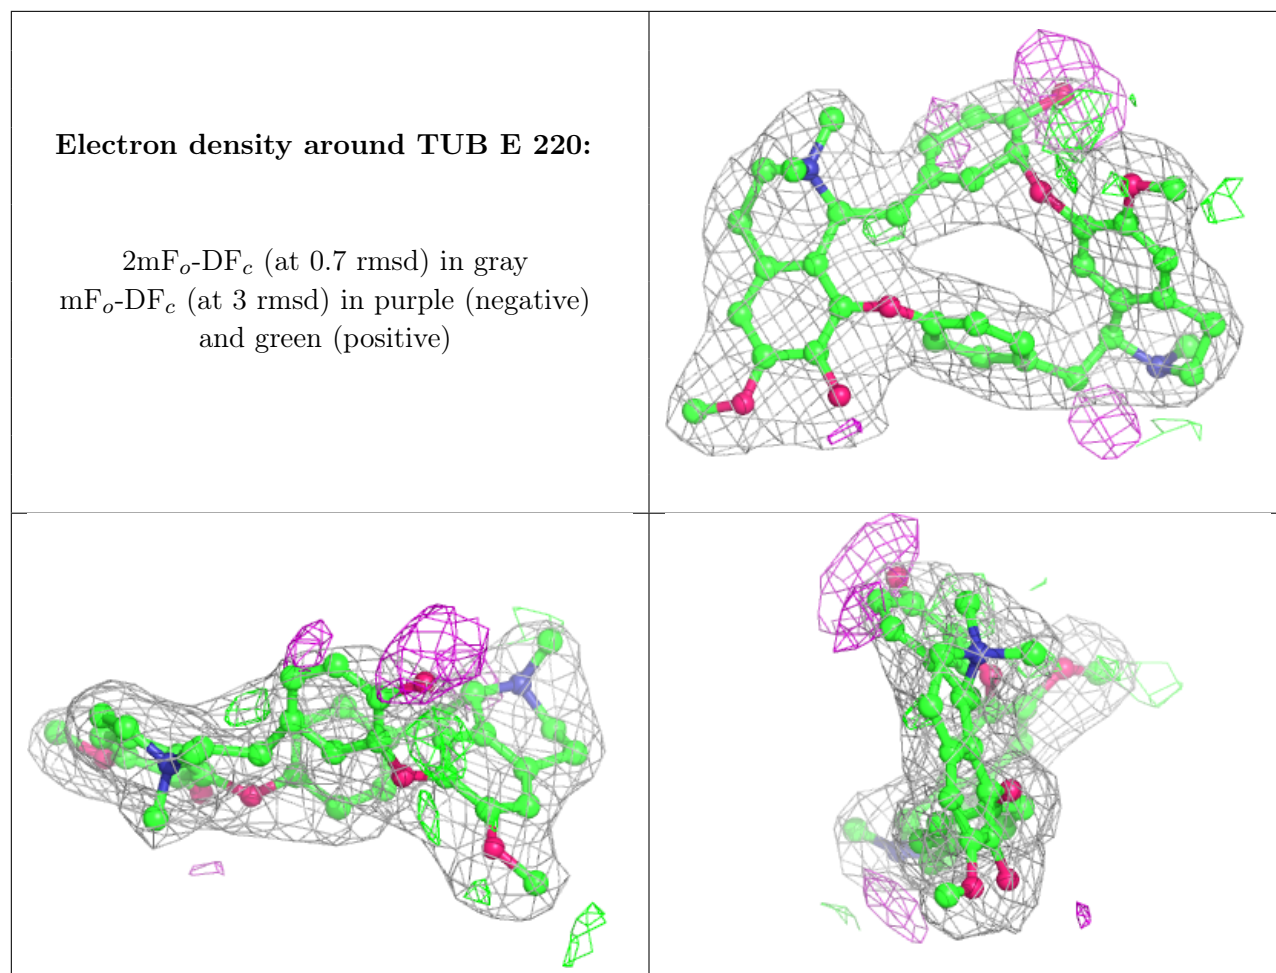 Electron density around TUB E 220:
2mFo-DFc (at 0.7 rmsd) in gray
mFo-DFc (at 3 rmsd) in purple (negative)
and green (positive)